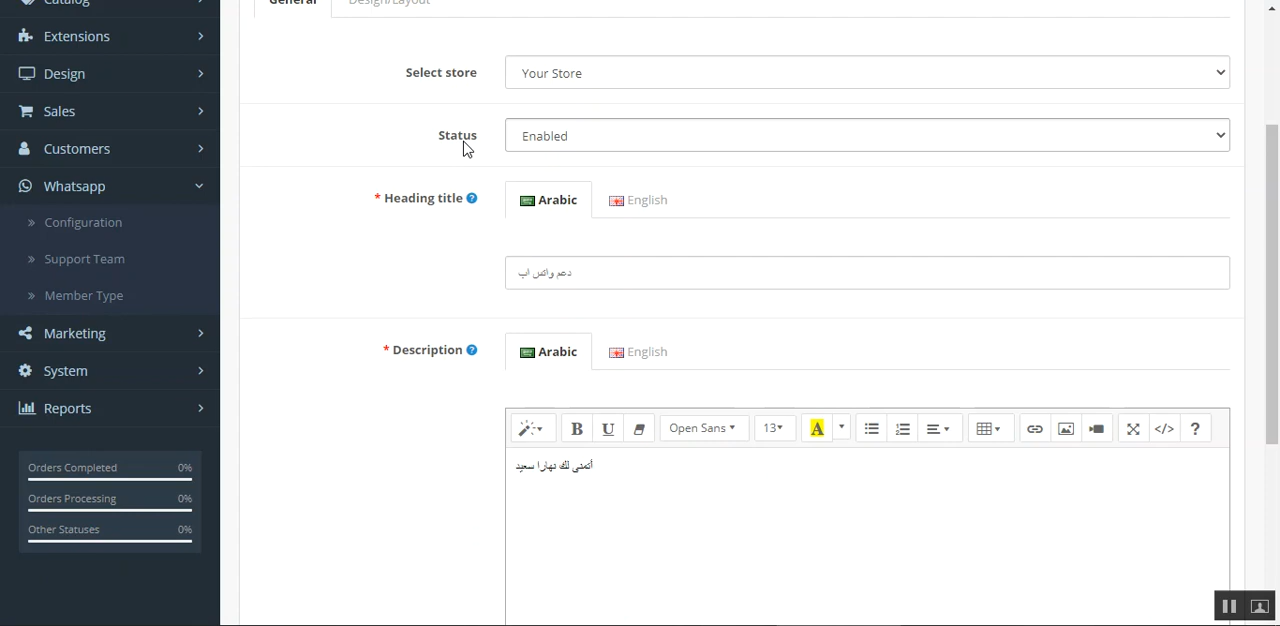 Catalog
Extensions
Design
Sales
Customers
Whatsapp
Configuration
Support Team
Member Type
Marketing
System
Reports
Orders Completed 0%
Orders Processing 0%
Other Statuses 0%
General Design/Layout
Select store Your Store
Status Enabled
* Heading title ? Arabic English
دعم واتس اب
* Description ? Arabic English
B U Open Sans 13 A </> ?
أتمنى لك نهارا سعيد